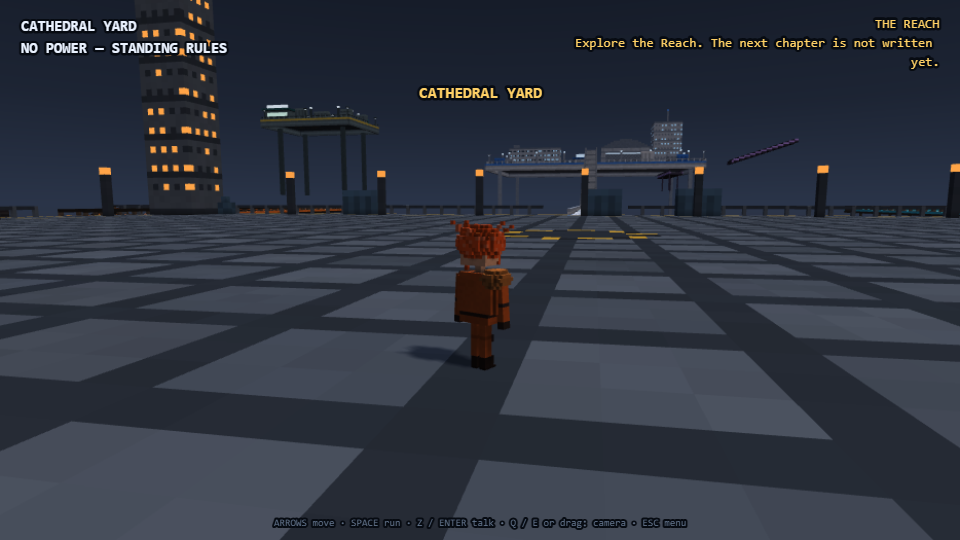 CATHEDRAL YARD
NO POWER — STANDING RULES
THE REACH
Explore the Reach. The next chapter is not written
yet.
CATHEDRAL YARD
ARROWS move · SPACE run · Z / ENTER talk · Q / E or drag: camera · ESC menu